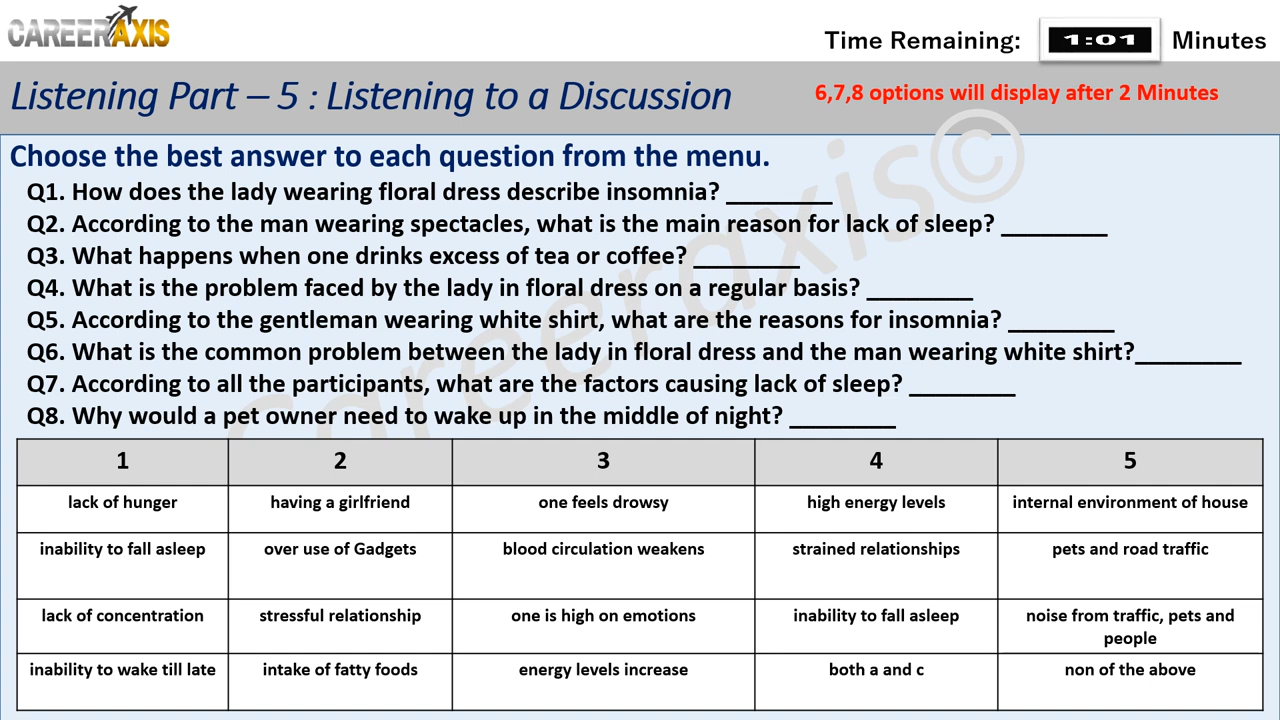 CAREERAXIS
Time Remaining: 1:01 Minutes
Listening Part – 5 : Listening to a Discussion
6,7,8 options will display after 2 Minutes
Careeraxis©
Choose the best answer to each question from the menu.
Q1. How does the lady wearing floral dress describe insomnia? ________
Q2. According to the man wearing spectacles, what is the main reason for lack of sleep? ________
Q3. What happens when one drinks excess of tea or coffee? ________
Q4. What is the problem faced by the lady in floral dress on a regular basis? ________
Q5. According to the gentleman wearing white shirt, what are the reasons for insomnia? ________
Q6. What is the common problem between the lady in floral dress and the man wearing white shirt?________
Q7. According to all the participants, what are the factors causing lack of sleep? ________
Q8. Why would a pet owner need to wake up in the middle of night? ________
1 2 3 4 5
lack of hunger having a girlfriend one feels drowsy high energy levels internal environment of house
inability to fall asleep over use of Gadgets blood circulation weakens strained relationships pets and road traffic
lack of concentration stressful relationship one is high on emotions inability to fall asleep noise from traffic, pets and
people
inability to wake till late intake of fatty foods energy levels increase both a and c non of the above